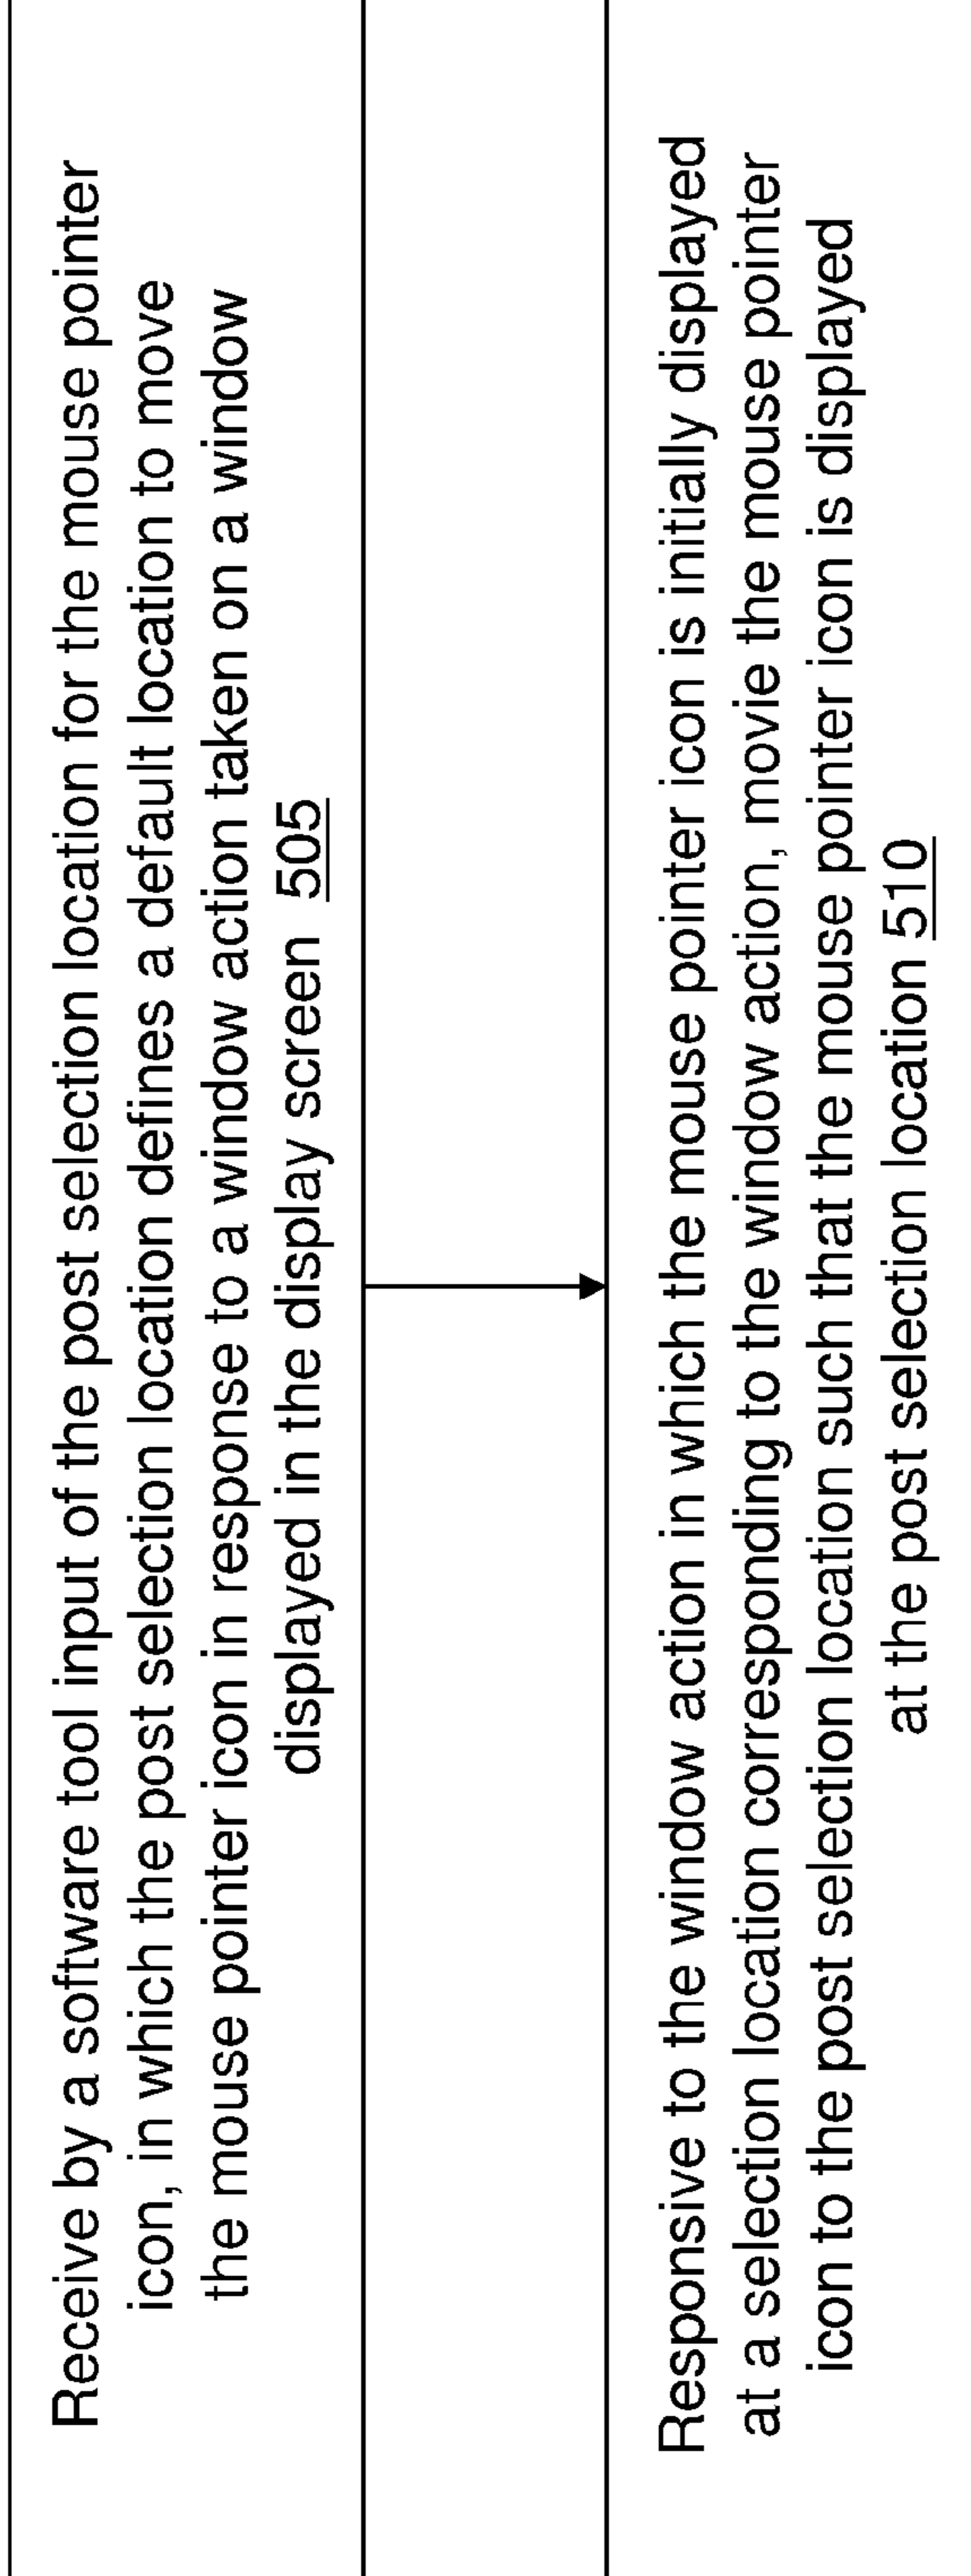 Receive by a software tool input of the post selection location for the mouse pointer
icon, in which the post selection location defines a default location to move
the mouse pointer icon in response to a window action taken on a window
displayed in the display screen 505
Responsive to the window action in which the mouse pointer icon is initially displayed
at a selection location corresponding to the window action, movie the mouse pointer
icon to the post selection location such that the mouse pointer icon is displayed
at the post selection location 510